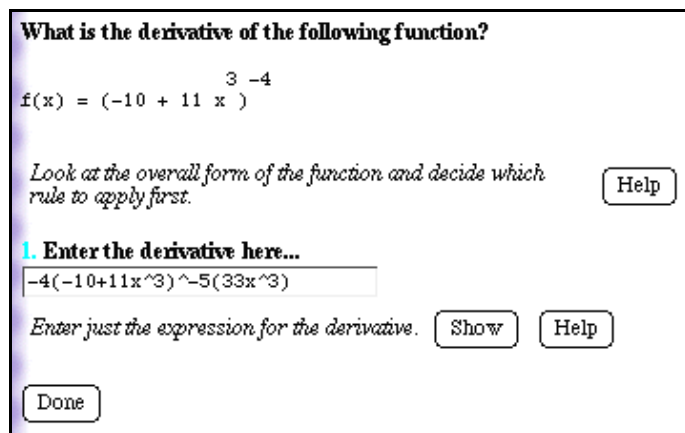 What is the derivative of the following function?
3 -4
f(x) = (-10 + 11 x )
Look at the overall form of the function and decide which
rule to apply first.
Help
1. Enter the derivative here...
-4(-10+11x^3)^-5(33x^3)
Enter just the expression for the derivative.
Show
Help
Done